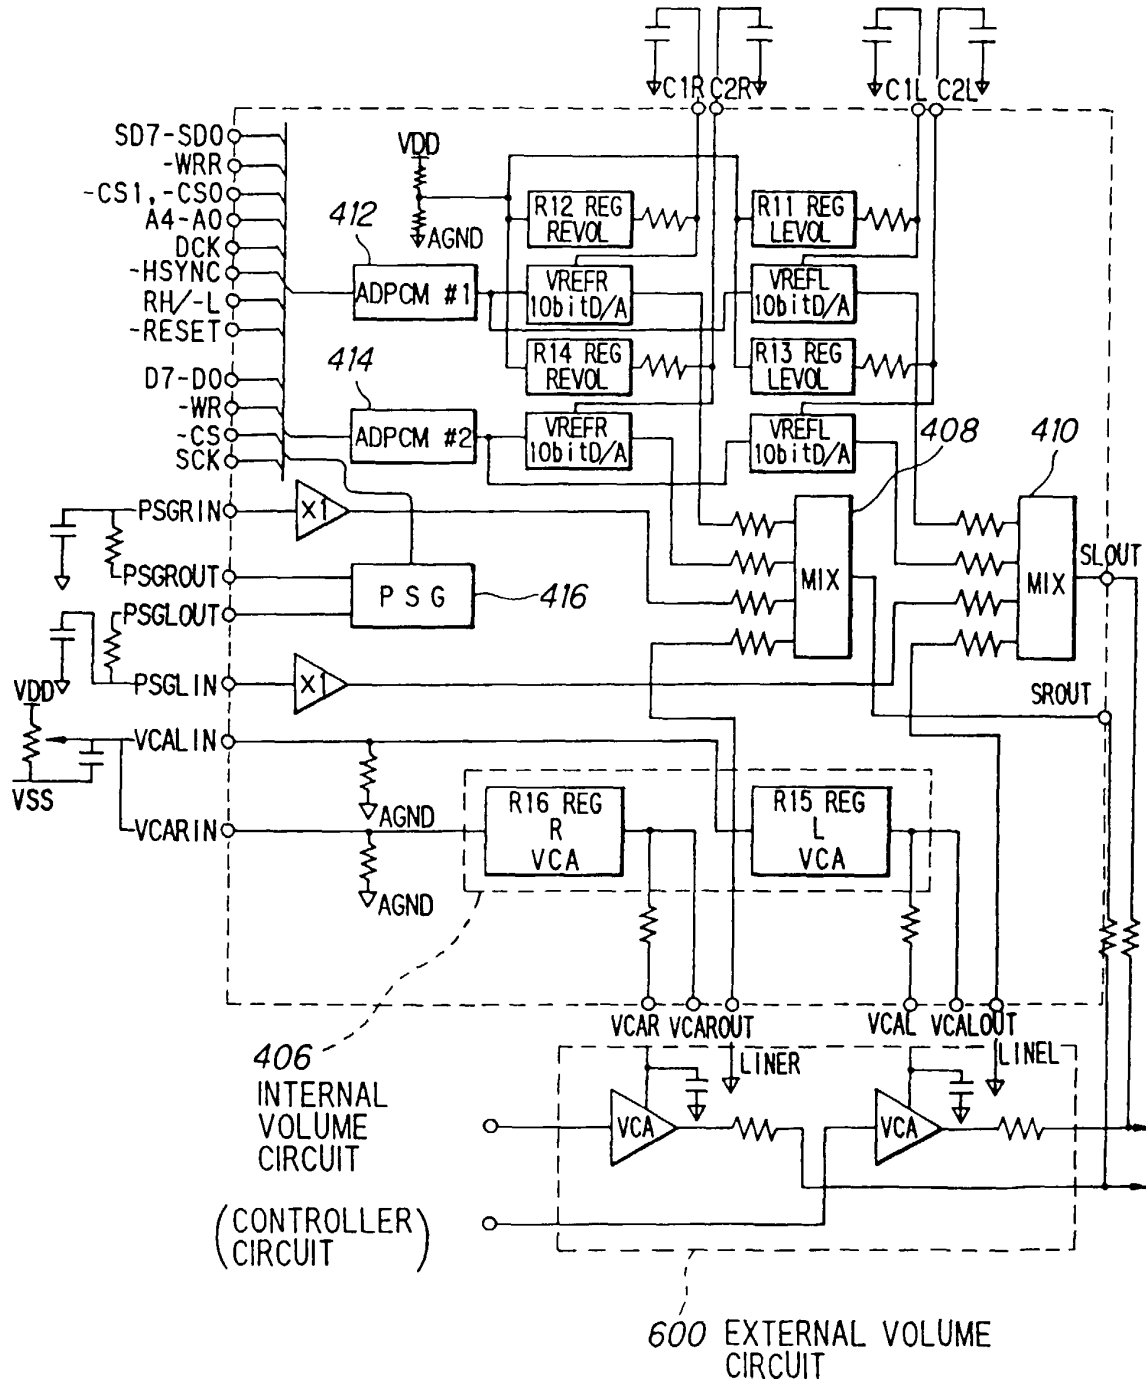 C1R C2R
C1L C2L
SD7-SD0
-WRR
-CS1,-CS0
A4-A0
DCK
-HSYNC
RH/-L
-RESET
D7-D0
-WR
-CS
SCK
PSGRIN
PSGROUT
PSGLOUT
PSGLIN
VDD
VSS
VCALIN
VCARIN
VDD
AGND
412
ADPCM #1
414
ADPCM #2
R12 REG
REVOL
R11 REG
LEVOL
VREFR
10bitD/A
VREFL
10bitD/A
R14 REG
REVOL
R13 REG
LEVOL
VREFR
10bitD/A
VREFL
10bitD/A
408
410
X1
PSG
416
X1
MIX
MIX
SLOUT
SROUT
AGND
AGND
R16 REG
R
VCA
R15 REG
L
VCA
VCAR
VCAROUT
VCAL
VCALOUT
LINER
LINEL
406
INTERNAL
VOLUME
CIRCUIT
VCA
VCA
(CONTROLLER
CIRCUIT)
600 EXTERNAL VOLUME
CIRCUIT